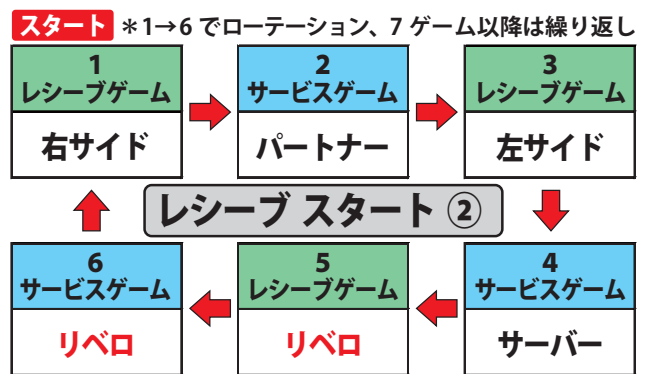 スタート ＊1→6 でローテーション、7 ゲーム以降は繰り返し
1
レシーブゲーム
右サイド
2
サービスゲーム
パートナー
3
レシーブゲーム
左サイド
レシーブ スタート ②
6
サービスゲーム
リベロ
5
レシーブゲーム
リベロ
4
サービスゲーム
サーバー